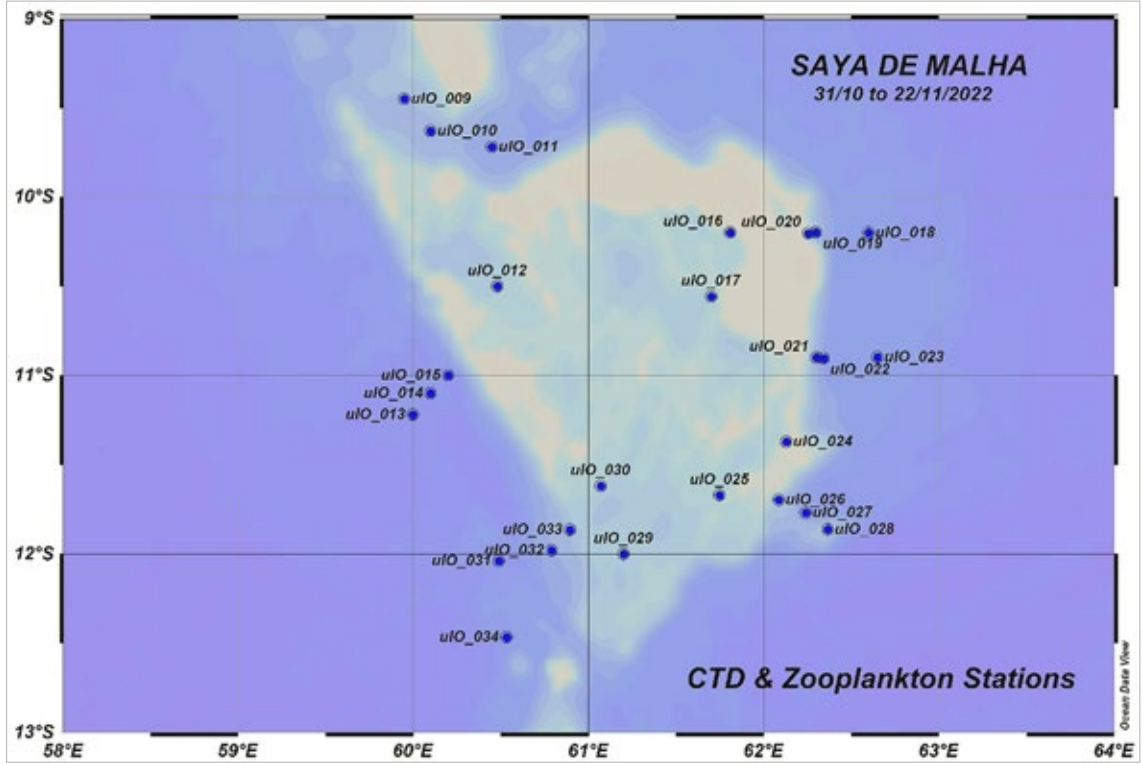 9°S
SAYA DE MALHA
31/10 to 22/11/2022
uIO_009
uIO_010
uIO_011
10°S
uIO_016
uIO_020
uIO_018
uIO_019
uIO_012
uIO_017
uIO_021
uIO_023
uIO_022
11°S
uIO_015
uIO_014
uIO_013
uIO_024
uIO_030
uIO_025
uIO_026
uIO_027
uIO_028
uIO_033
uIO_029
uIO_032
12°S
uIO_031
uIO_034
CTD & Zooplankton Stations
Ocean Data View
13°S
58°E
59°E
60°E
61°E
62°E
63°E
64°E